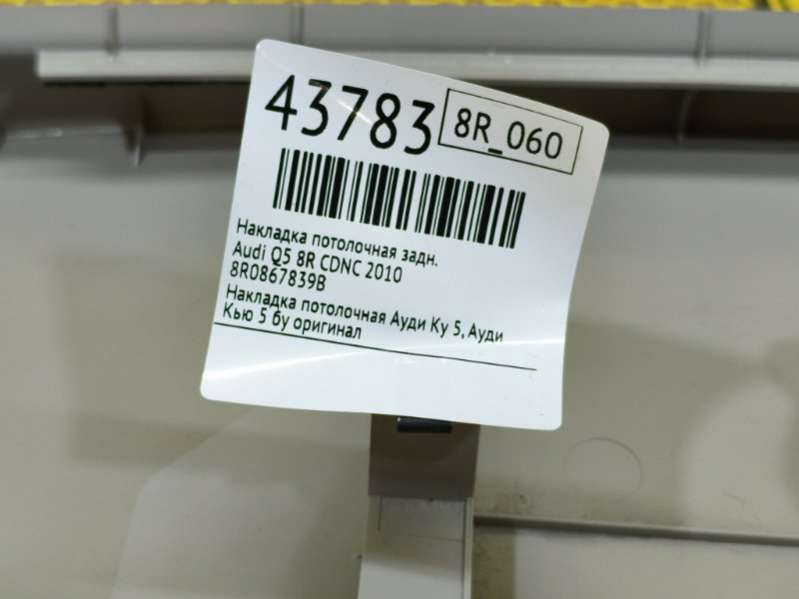 43783
8R_060
Накладка потолочная задн.
Audi Q5 8R CDNC 2010
8R0867839B
Накладка потолочная Ауди Ку 5, Ауди
Кью 5 бу оригинал